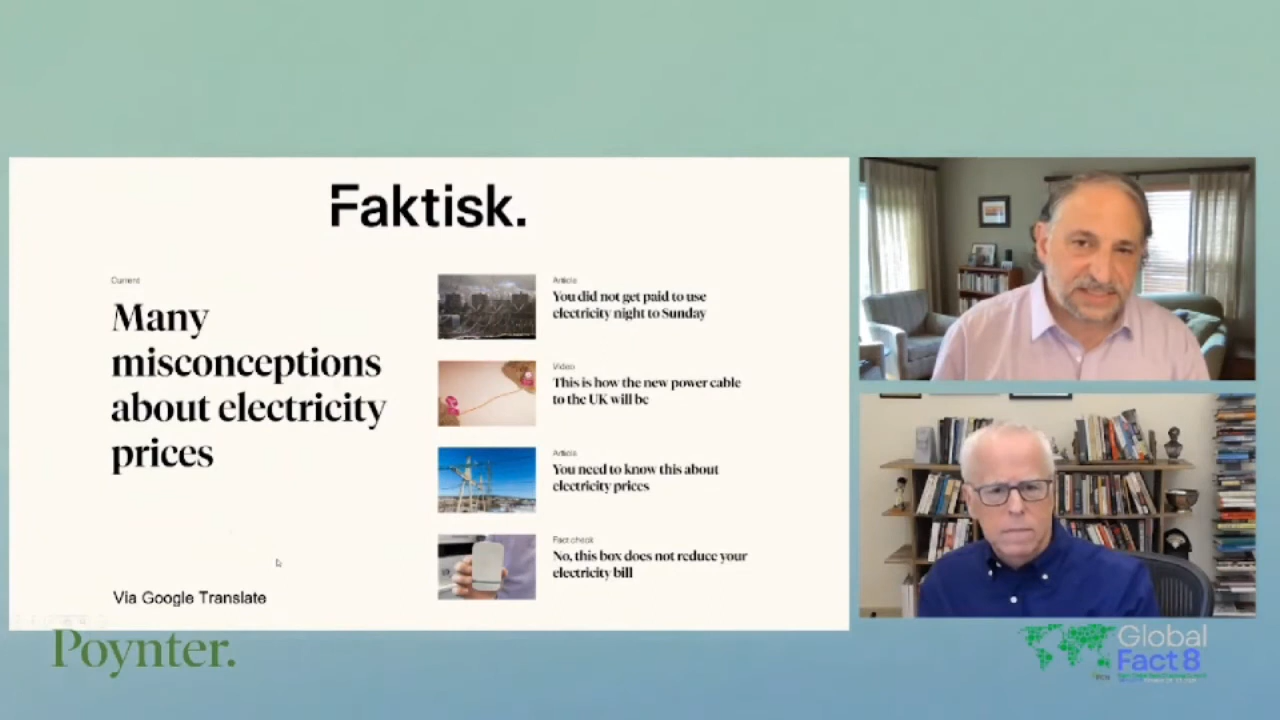 Faktisk.
Current
Many
misconceptions
about electricity
prices
Article
You did not get paid to use
electricity night to Sunday
Video
This is how the new power cable
to the UK will be
Article
You need to know this about
electricity prices
Fact check
No, this box does not reduce your
electricity bill
Via Google Translate
Poynter.
Global
Fact 8